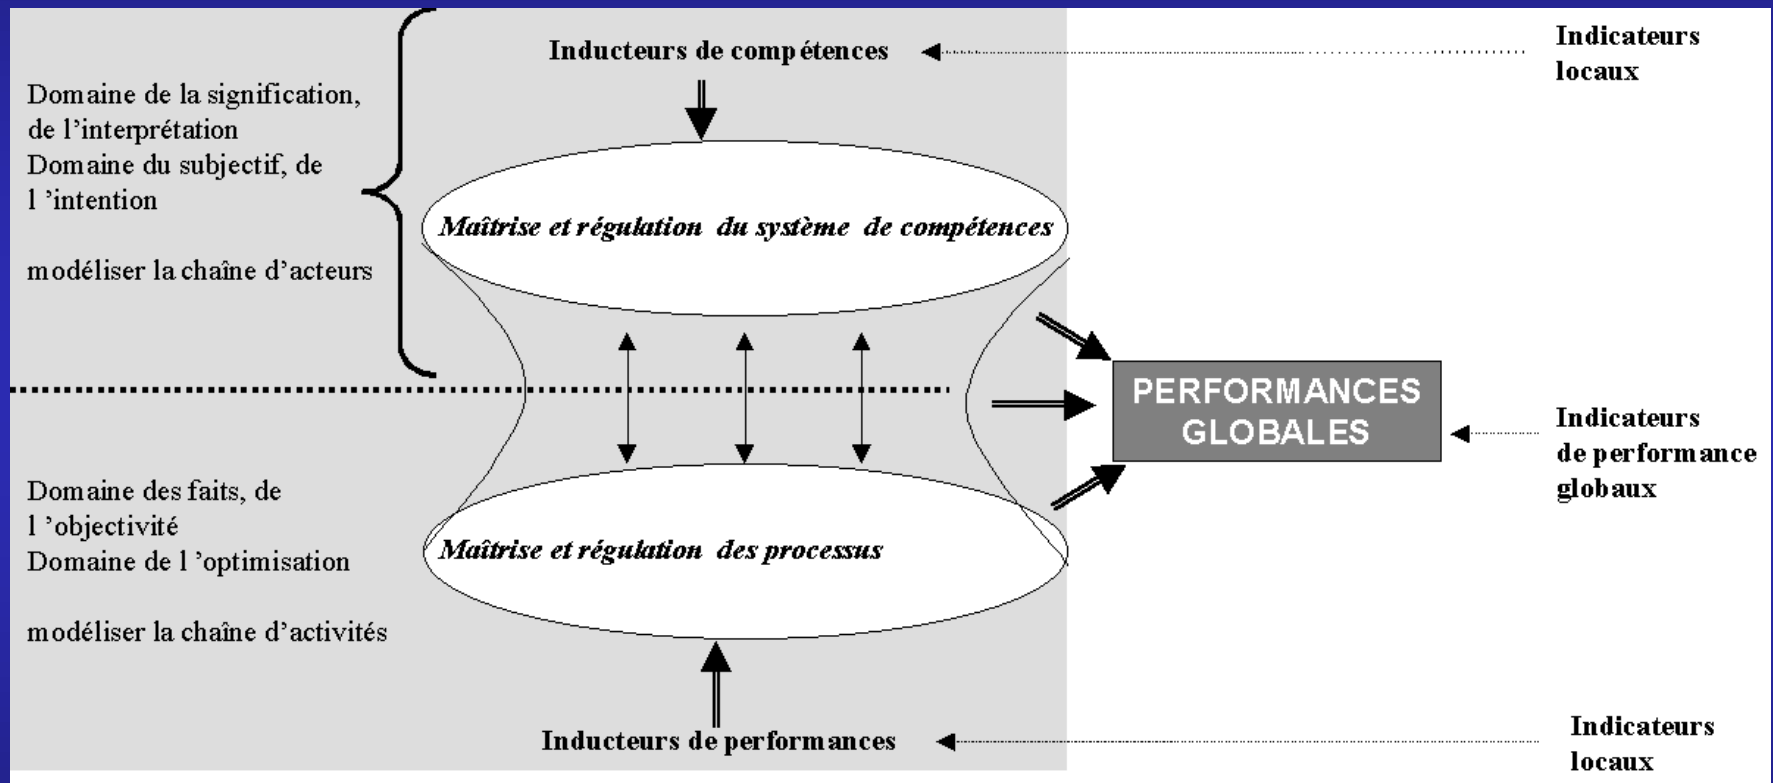 Inducteurs de compétences
Indicateurs
locaux
Domaine de la signification,
de l'interprétation
Domaine du subjectif, de
l 'intention
modéliser la chaîne d'acteurs
Maîtrise et régulation du système de compétences
PERFORMANCES
GLOBALES
Indicateurs
de performance
globaux
Domaine des faits, de
l 'objectivité
Domaine de l 'optimisation
modéliser la chaîne d'activités
Maîtrise et régulation des processus
Inducteurs de performances
Indicateurs
locaux